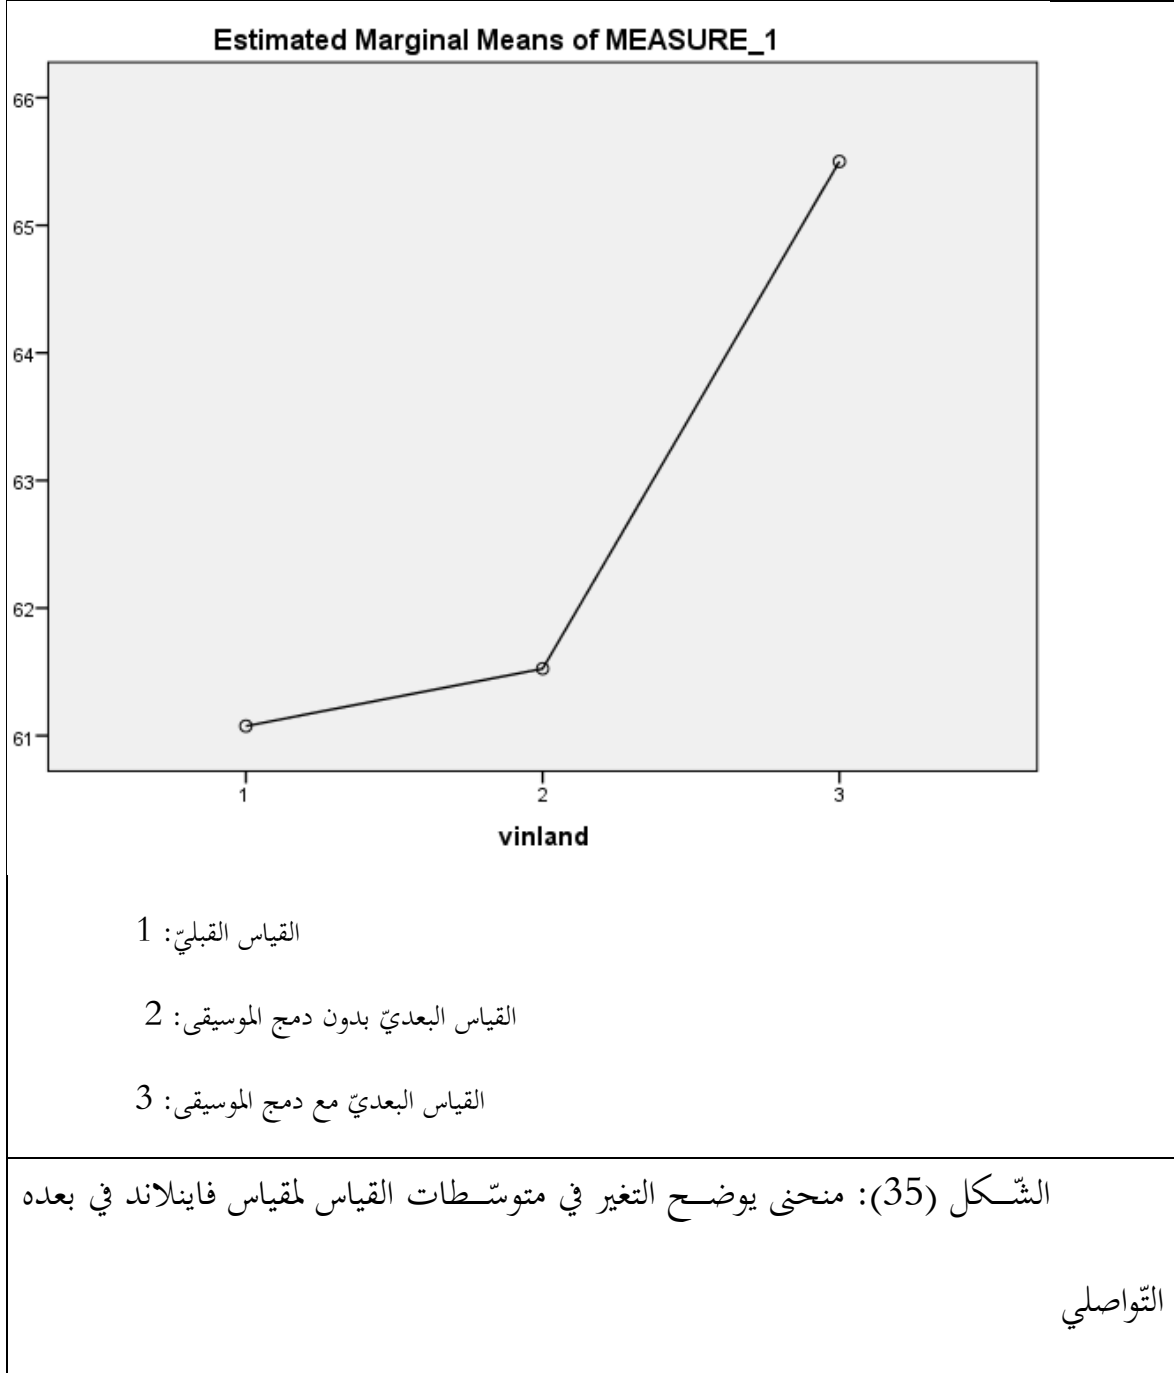 Estimated Marginal Means of MEASURE_1
66
65
64
63
62
61
1 2 3
vinland
القياس القبليّ: 1
القياس البعديّ بدون دمج الموسيقى: 2
القياس البعديّ مع دمج الموسيقى: 3
الشّكل (35): منحنى يوضح التغير في متوسّطات القياس لمقياس فاينلاند في بعده
التّواصلي